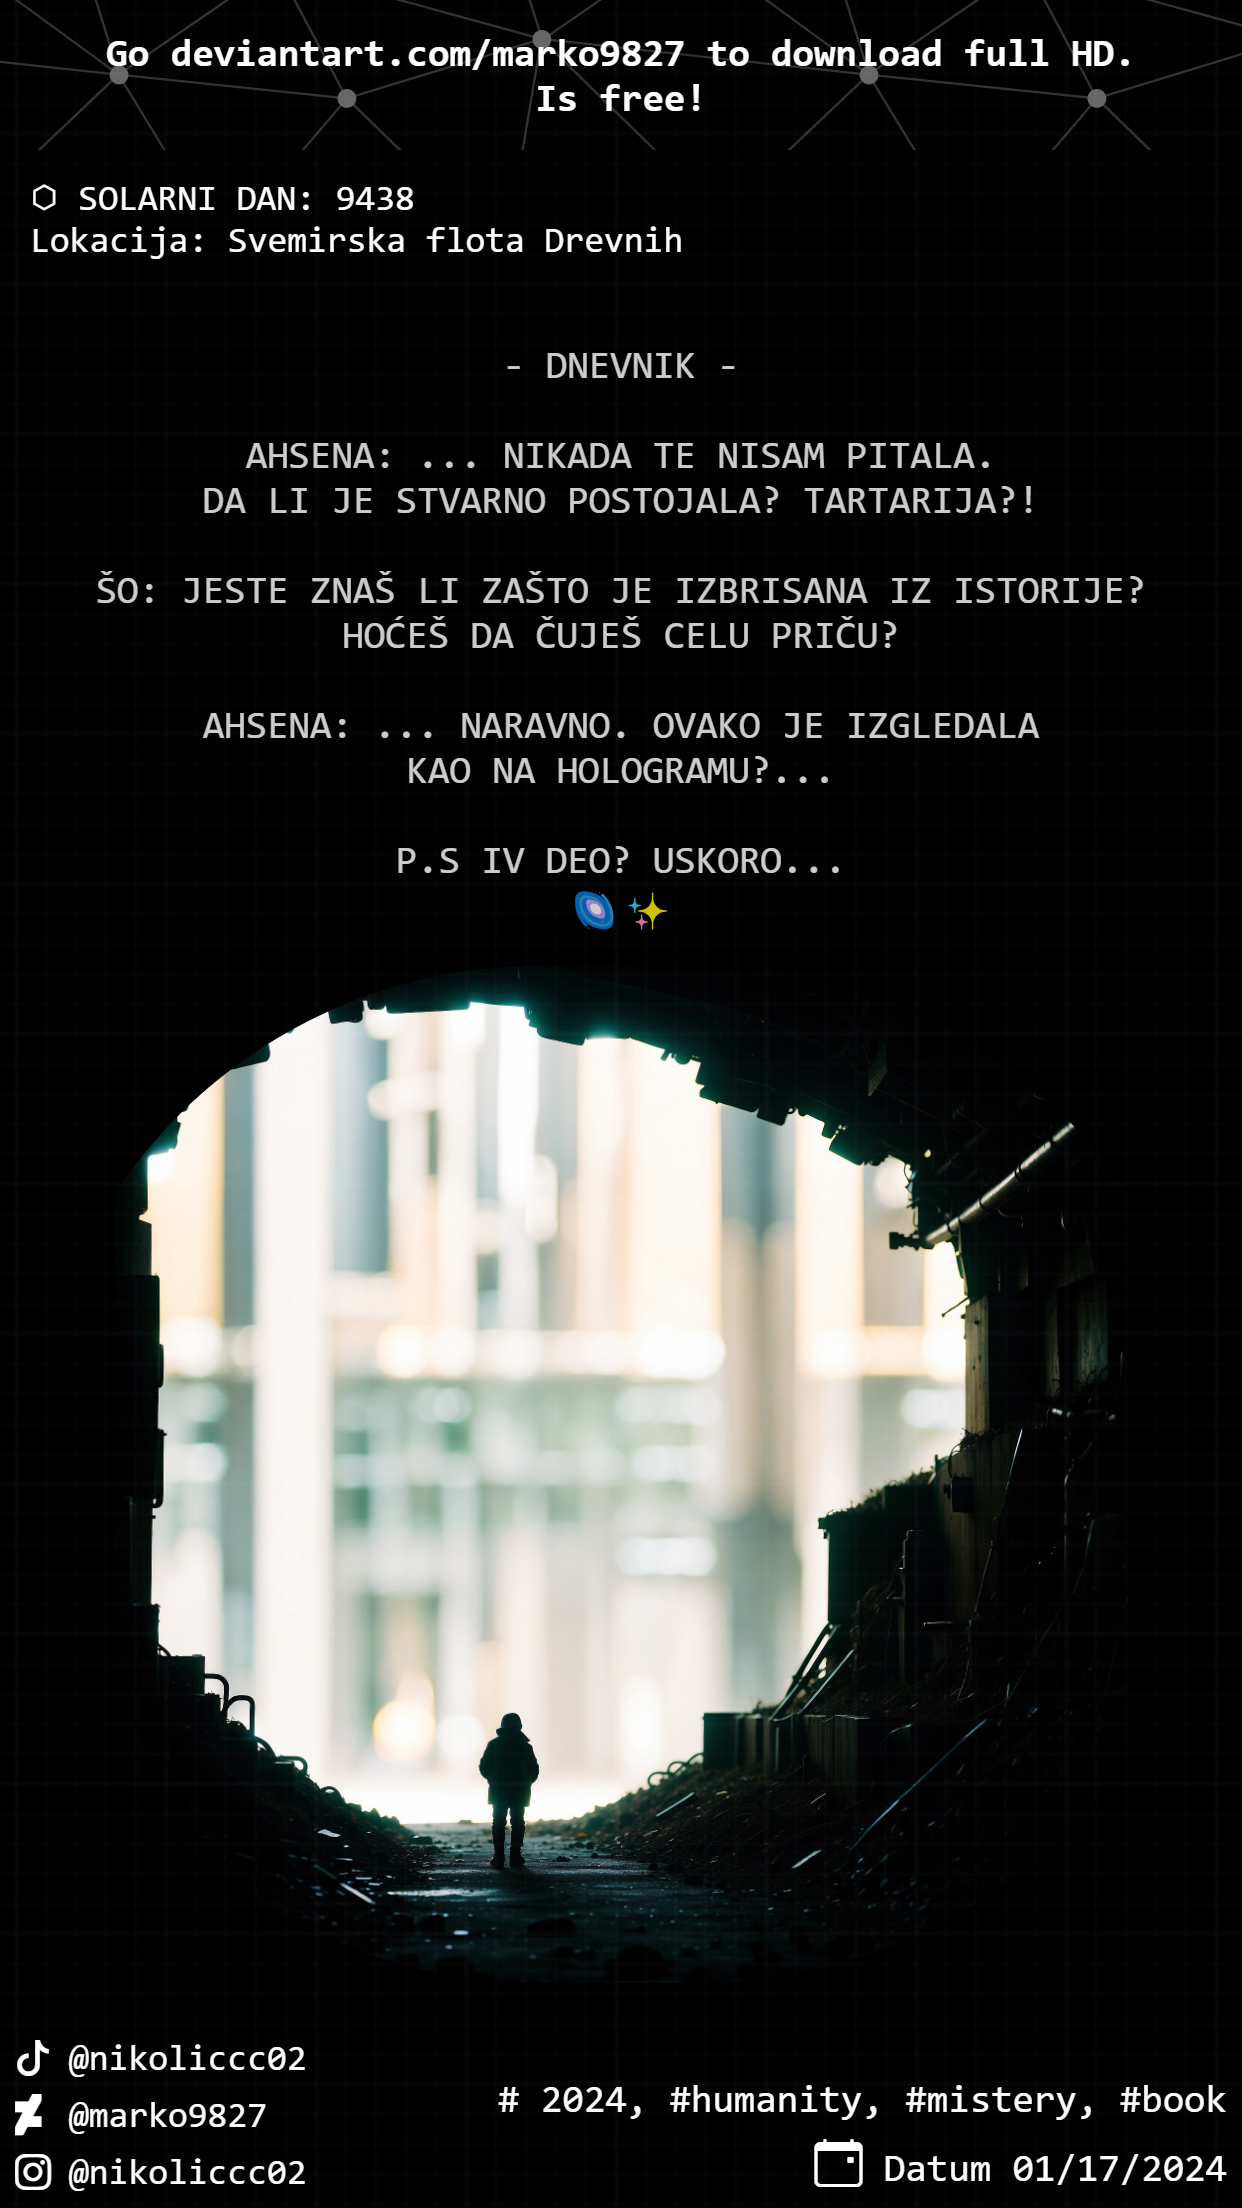 Go deviantart.com/marko9827 to download full HD.
Is free!
⬡ SOLARNI DAN: 9438
Lokacija: Svemirska flota Drevnih
- DNEVNIK -
AHSENA: ... NIKADA TE NISAM PITALA.
DA LI JE STVARNO POSTOJALA? TARTARIJA?!
ŠO: JESTE ZNAŠ LI ZAŠTO JE IZBRISANA IZ ISTORIJE?
HOĆEŠ DA ČUJEŠ CELU PRIČU?
AHSENA: ... NARAVNO. OVAKO JE IZGLEDALA
KAO NA HOLOGRAMU?...
P.S IV DEO? USKORO...
🌀 ✨
@nikoliccc02
@marko9827
@nikoliccc02
# 2024, #humanity, #mistery, #book
Datum 01/17/2024